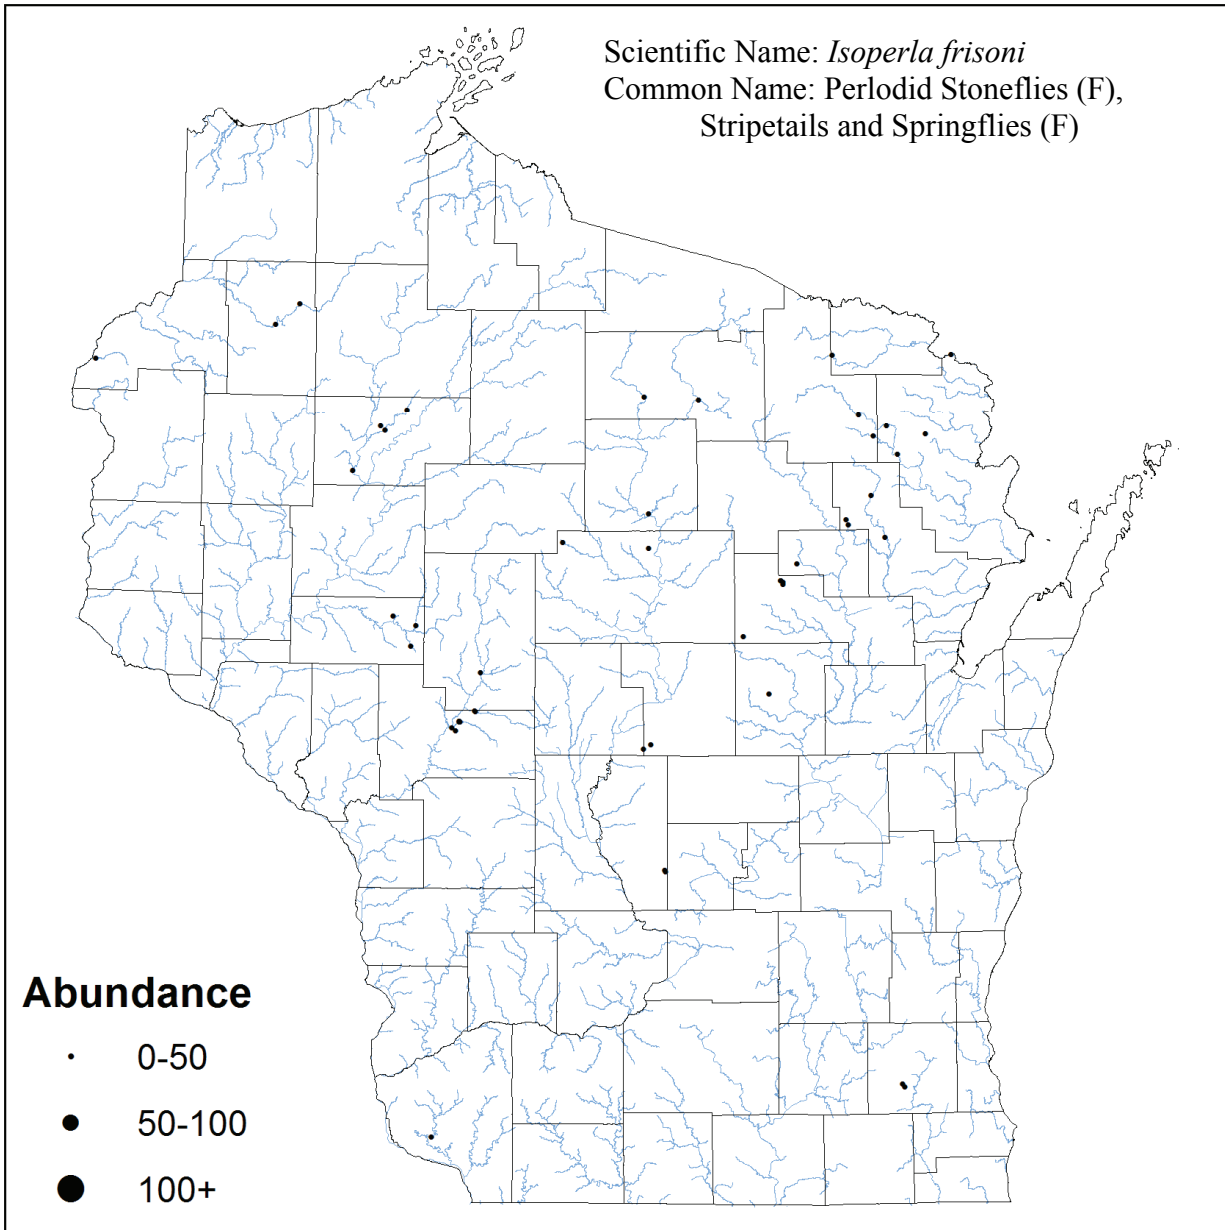 Scientific Name: Isoperla frisoni
Common Name: Perlodid Stoneflies (F),
Stripetails and Springflies (F)
Abundance
0-50
50-100
100+